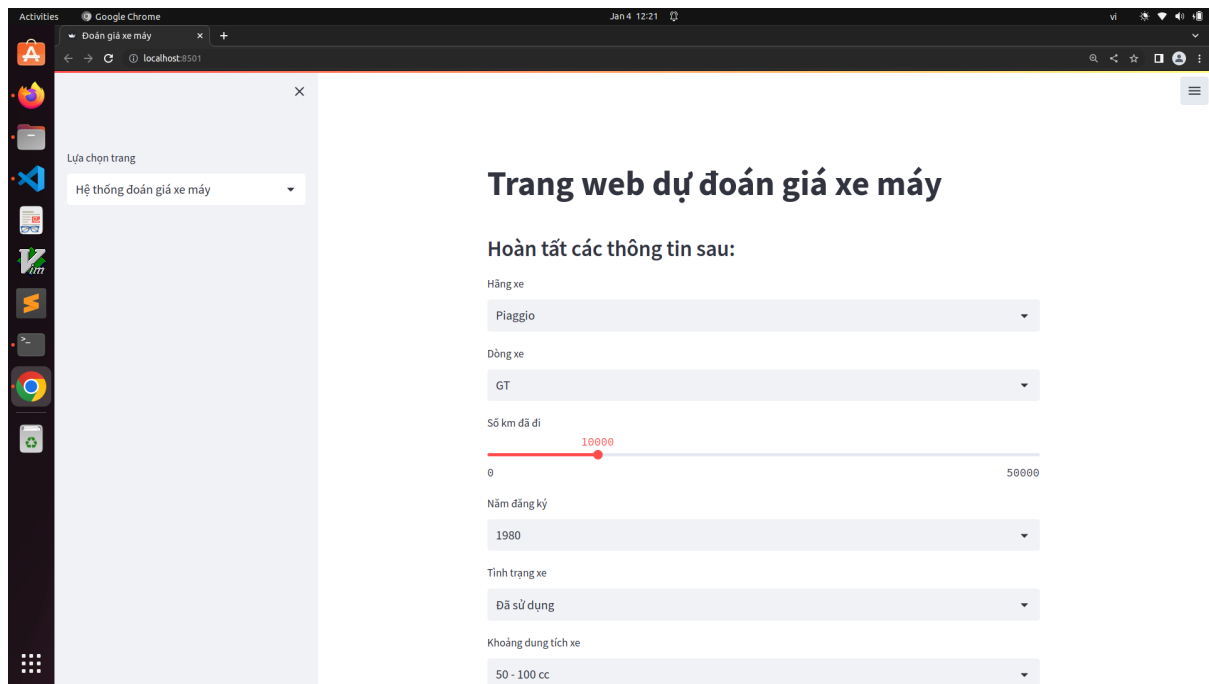 Activities
Google Chrome
Jan 4 12:21
vi
Đoán giá xe máy
localhost:8501
Lựa chọn trang
Hệ thống đoán giá xe máy
Trang web dự đoán giá xe máy
Hoàn tất các thông tin sau:
Hãng xe
Piaggio
Dòng xe
GT
Số km đã đi
10000
0
50000
Năm đăng ký
1980
Tình trạng xe
Đã sử dụng
Khoảng dung tích xe
50 - 100 cc
Vim